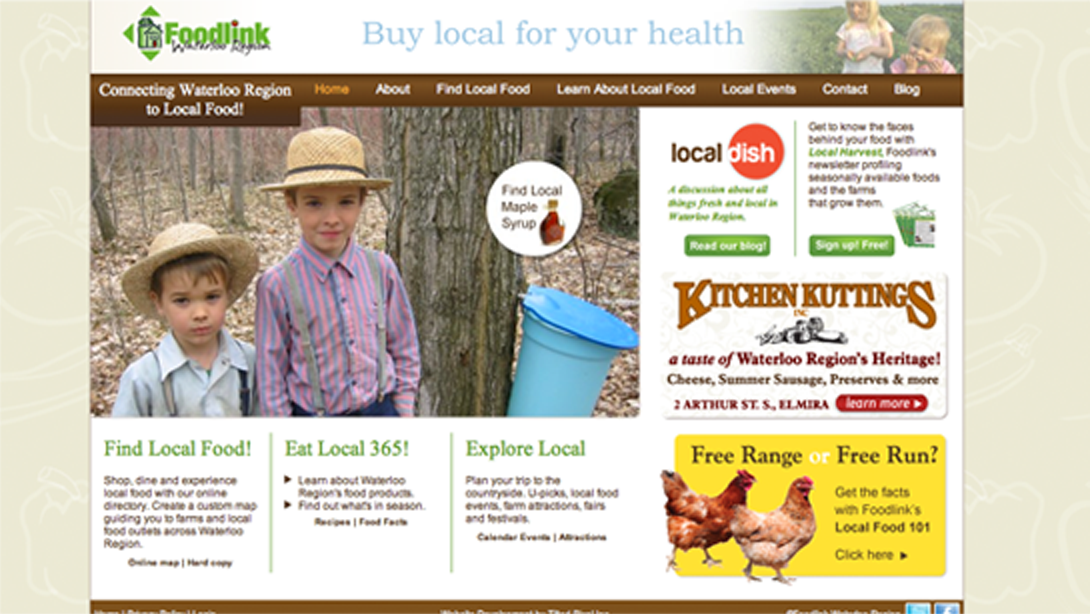 Foodlink
Waterloo Region
Buy local for your health
Connecting Waterloo Region
to Local Food!
Home About Find Local Food Learn About Local Food Local Events Contact Blog
Find Local
Maple
Syrup
local dish
A discussion about all
things fresh and local in
Waterloo Region.
Read our blog!
Get to know the faces
behind your food with
Local Harvest, Foodlink's
newsletter profiling
seasonally available foods
and the farms
that grow them.
Sign up! Free!
KITCHEN KUTTINGS
INC
a taste of Waterloo Region's Heritage!
Cheese, Summer Sausage, Preserves & more
2 ARTHUR ST. S., ELMIRA learn more
Find Local Food!
Shop, dine and experience
local food with our online
directory. Create a custom map
guiding you to farms and local
food outlets across Waterloo
Region.
Online map | Hard copy
Eat Local 365!
Learn about Waterloo
Region's food products.
Find out what's in season.
Recipes | Food Facts
Explore Local
Plan your trip to the
countryside. U-picks, local food
events, farm attractions, fairs
and festivals.
Calendar Events | Attractions
Free Range or Free Run?
Get the facts
with Foodlink's
Local Food 101
Click here